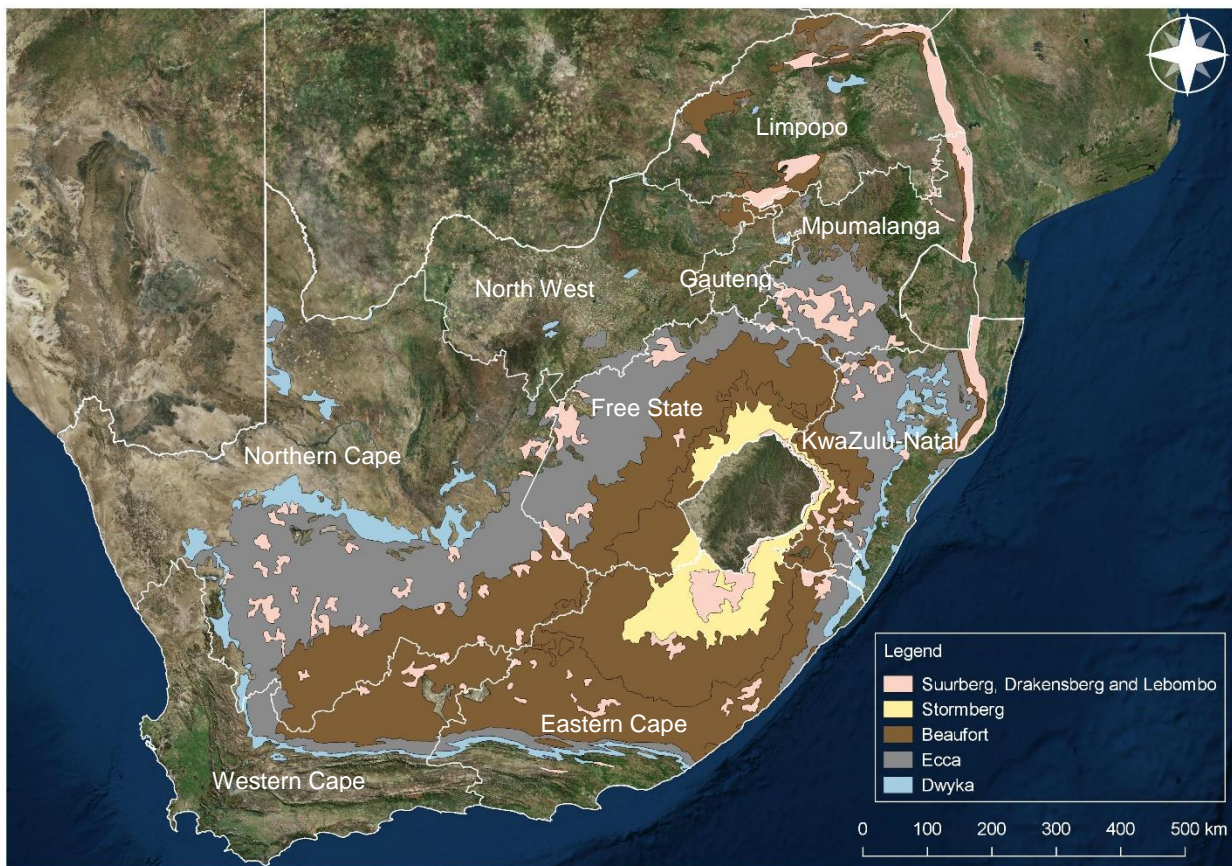 Limpopo
Mpumalanga
Gauteng
North West
Free State
KwaZulu-Natal
Northern Cape
Eastern Cape
Western Cape
Legend
Suurberg, Drakensberg and Lebombo
Stormberg
Beaufort
Ecca
Dwyka
0 100 200 300 400 500 km